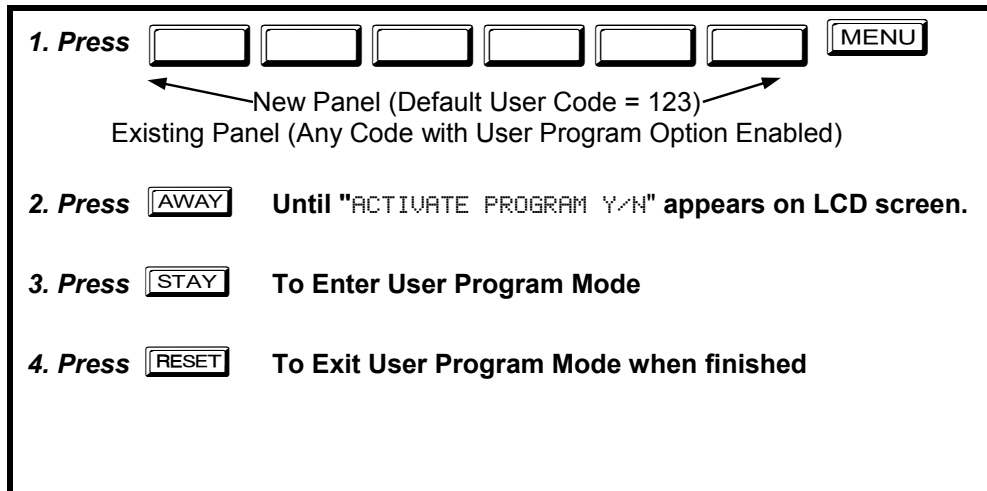 1. Press MENU
New Panel (Default User Code = 123)
Existing Panel (Any Code with User Program Option Enabled)
2. Press AWAY Until "ACTIVATE PROGRAM Y/N" appears on LCD screen.
3. Press STAY To Enter User Program Mode
4. Press RESET To Exit User Program Mode when finished